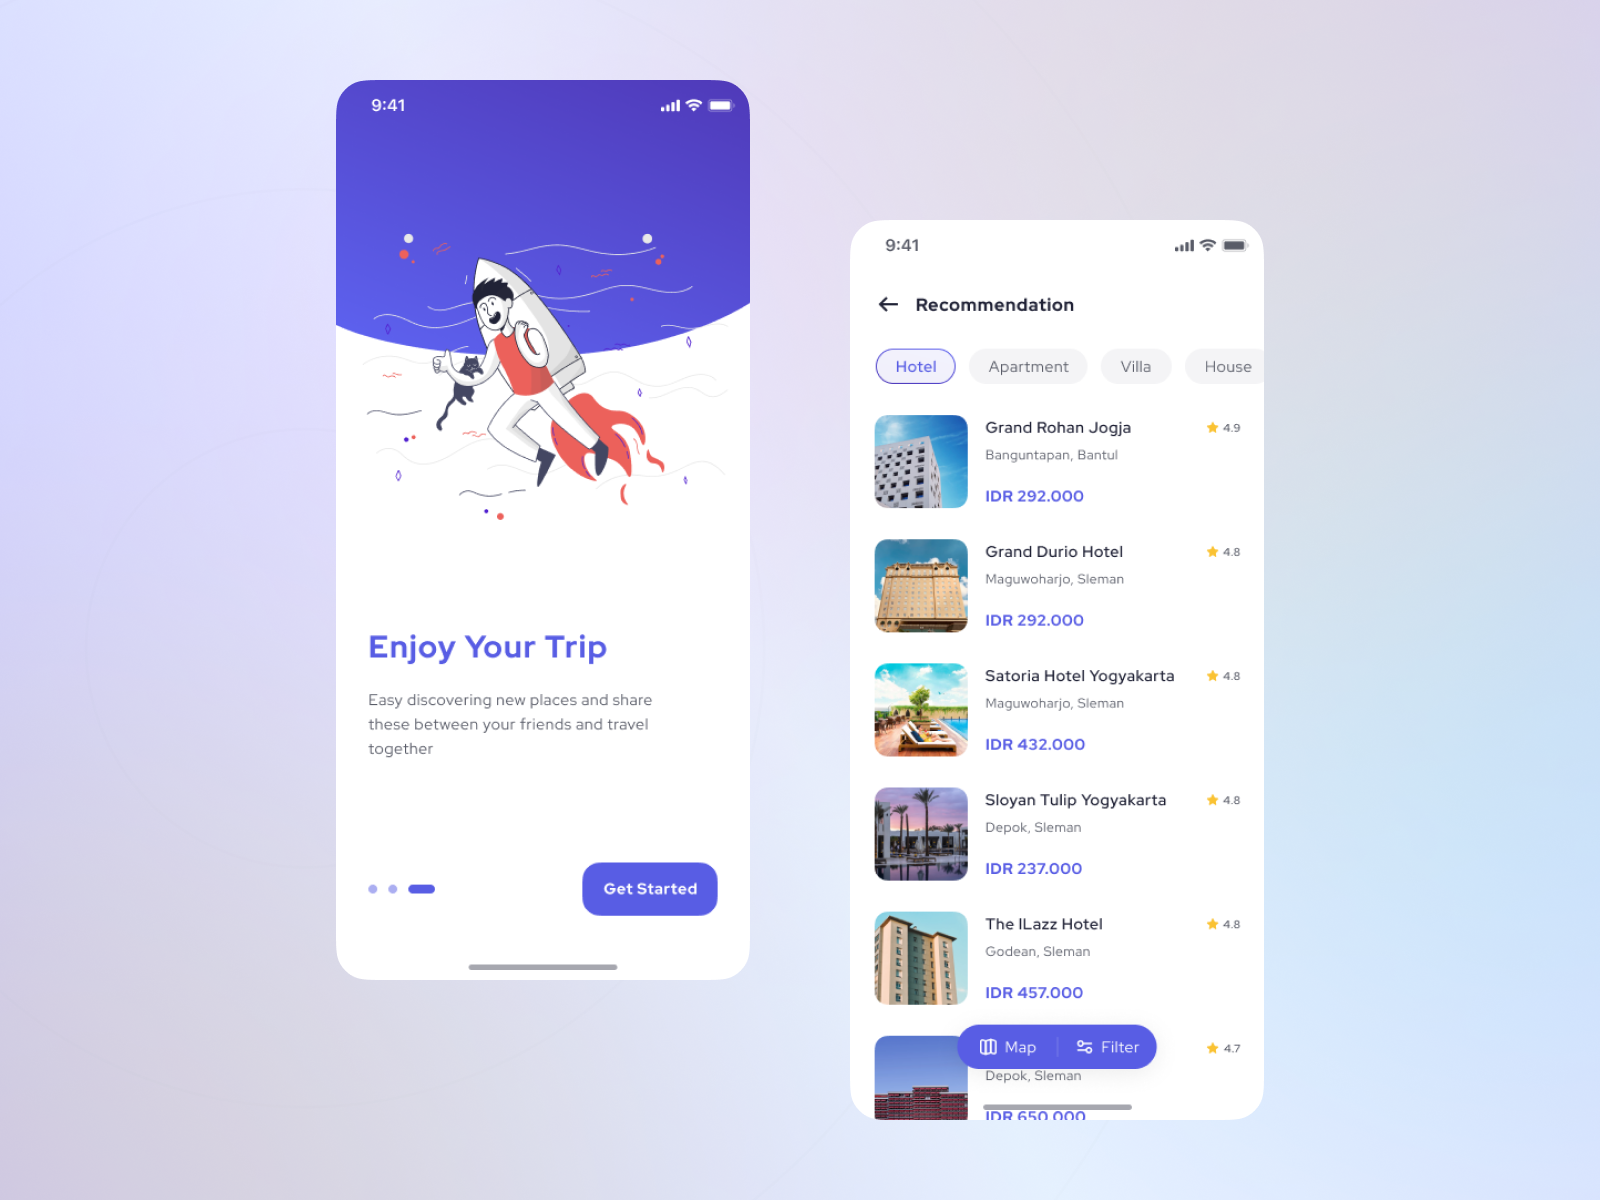 9:41
Enjoy Your Trip
Easy discovering new places and share
these between your friends and travel
together
Get Started
9:41
Recommendation
Hotel Apartment Villa House
Grand Rohan Jogja 4.9
Banguntapan, Bantul
IDR 292.000
Grand Durio Hotel 4.8
Maguwoharjo, Sleman
IDR 292.000
Satoria Hotel Yogyakarta 4.8
Maguwoharjo, Sleman
IDR 432.000
Sloyan Tulip Yogyakarta 4.8
Depok, Sleman
IDR 237.000
The ILazz Hotel 4.8
Godean, Sleman
IDR 457.000
Map Filter 4.7
Depok, Sleman
IDR 650.000